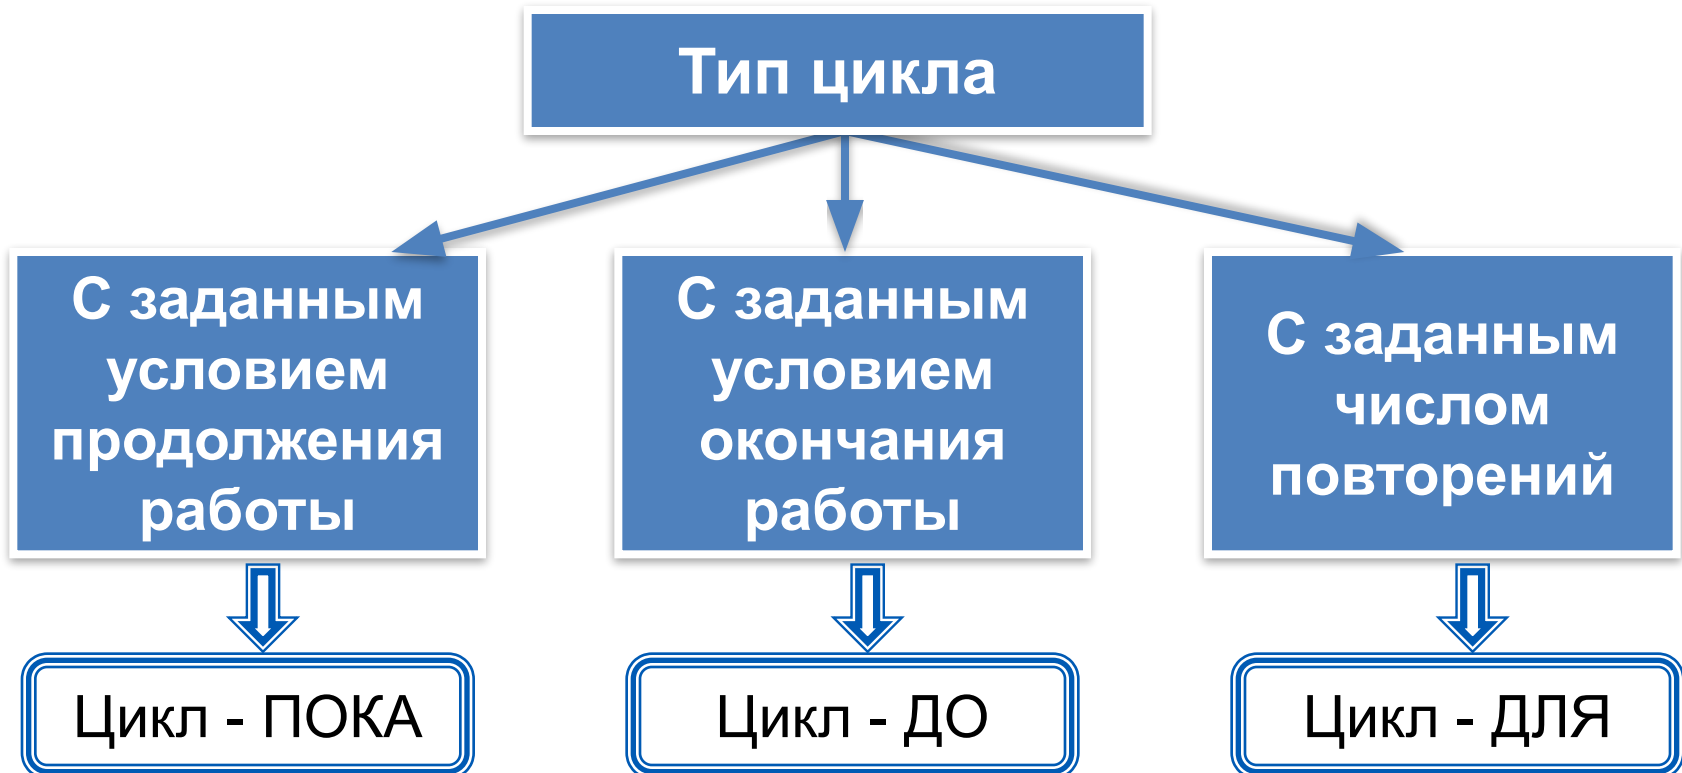 Тип цикла
С заданным
условием
продолжения
работы
С заданным
условием
окончания
работы
С заданным
числом
повторений
Цикл - ПОКА
Цикл - ДО
Цикл - ДЛЯ